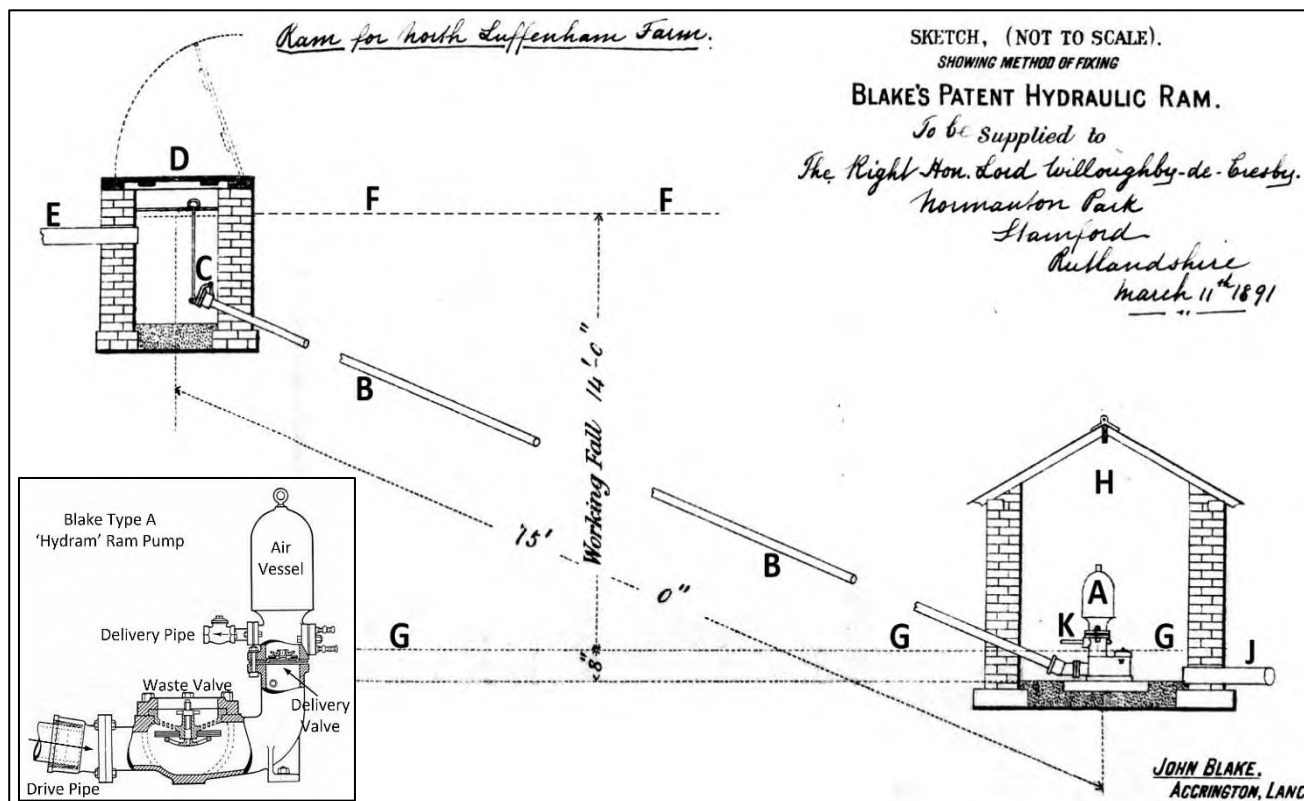 Ram for North Luffenham Farm.
SKETCH, (NOT TO SCALE).
SHOWING METHOD OF FIXING
BLAKE'S PATENT HYDRAULIC RAM.
To be Supplied to
The Right Hon. Lord Willoughby-de-Eresby.
Normanton Park
Stamford
Rutlandshire
March 11th 1891
D
E
F F
C
B
Working Fall 14'-0"
75' 0"
B
H
A
K
G G G
J
8"
Blake Type A
'Hydram' Ram Pump
Air
Vessel
Delivery Pipe
Waste Valve
Delivery
Valve
Drive Pipe
JOHN BLAKE.
ACCRINGTON, LANC